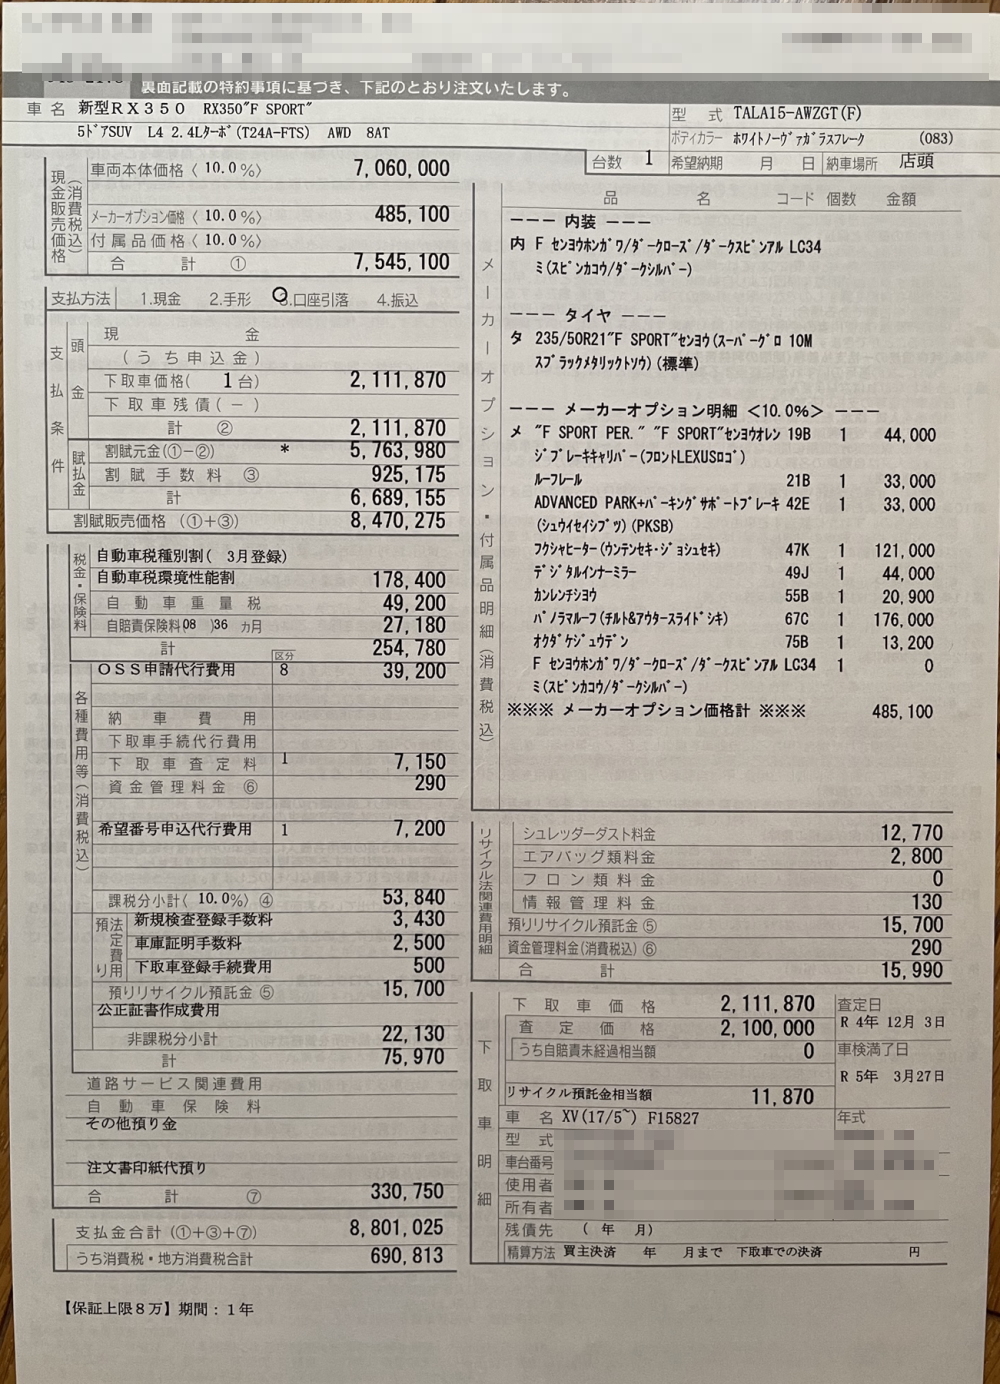 裏面記載の特約事項に基づき、下記のとおり注文いたします。
車名 新型RX350 RX350"F SPORT"
5ドアSUV L4 2.4Lターボ(T24A-FTS) AWD 8AT
型式 TALA15-AWZGT(F)
ボディカラー ホワイトノーヴァガラスフレーク (083)
台数 1 希望納期 月 日 納車場所 店頭
現金販売価格(消費税込)
車両本体価格〈10.0%〉 7,060,000
メーカーオプション価格〈10.0%〉 485,100
付属品価格〈10.0%〉
合計① 7,545,100
支払方法 1.現金 2.手形 3.口座引落 4.振込
支払条件
頭金
現金
(うち申込金)
下取車価格( 1台) 2,111,870
下取車残債(-)
計② 2,111,870
賦払金
割賦元金(①-②) * 5,763,980
割賦手数料③ 925,175
計 6,689,155
割賦販売価格(①+③) 8,470,275
税金・保険料
自動車税種別割( 3月登録)
自動車税環境性能割 178,400
自動車重量税 49,200
自賠責保険料(08)36ヵ月 27,180
計 254,780
各種費用等(消費税込)
区分
OSS申請代行費用 8 39,200
納車費用
下取車手続代行費用
下取車査定料 1 7,150
資金管理料金⑥ 290
希望番号申込代行費用 1 7,200
課税分小計(10.0%)④ 53,840
預り法定費用
新規検査登録手数料 3,430
車庫証明手数料 2,500
下取車登録手続費用 500
預りリサイクル預託金⑤ 15,700
公正証書作成費用
非課税分小計 22,130
計 75,970
道路サービス関連費用
自動車保険料
その他預り金
注文書印紙代預り
合計⑦ 330,750
支払金合計(①+③+⑦) 8,801,025
うち消費税・地方消費税合計 690,813
【保証上限8万】期間:1年
メーカーオプション・付属品明細(消費税込)
品名 コード 個数 金額
--- 内装 ---
内 F センヨウホンガワ/ダークローズ/ダークスピンアル LC34
ミ(スピンカコウ/ダークシルバー)
--- タイヤ ---
タ 235/50R21"F SPORT"センヨウ(スーパーグロ 10M
スブラックメタリックトソウ)(標準)
--- メーカーオプション明細 <10.0%> ---
メ "F SPORT PER." "F SPORT"センヨウオレン 19B 1 44,000
ジブレーキキャリパー(フロントLEXUSロゴ)
ルーフレール 21B 1 33,000
ADVANCED PARK+パーキングサポートブレーキ 42E 1 33,000
(シュウイセイシブツ)(PKSB)
フクシャヒーター(ウンテンセキ・ジョシュセキ) 47K 1 121,000
デジタルインナーミラー 49J 1 44,000
カンレンチシヨウ 55B 1 20,900
パノラマルーフ(チルト&アウタースライドシキ) 67C 1 176,000
オクダケジュウデン 75B 1 13,200
F センヨウホンガワ/ダークローズ/ダークスピンアル LC34 1 0
ミ(スピンカコウ/ダークシルバー)
※※※ メーカーオプション価格計 ※※※ 485,100
リサイクル法関連費用明細
シュレッダーダスト料金 12,770
エアバッグ類料金 2,800
フロン類料金 0
情報管理料金 130
預りリサイクル預託金⑤ 15,700
資金管理料金(消費税込)⑥ 290
合計 15,990
下取車明細
下取車価格 2,111,870 査定日
査定価格 2,100,000 R 4年 12月 3日
うち自賠責未経過相当額 0 車検満了日
R 5年 3月27日
リサイクル預託金相当額 11,870
車名 XV(17/5~) F15827 年式
型式
車台番号
使用者
所有者
残債先 ( 年 月)
精算方法 買主決済 年 月まで 下取車での決済 円